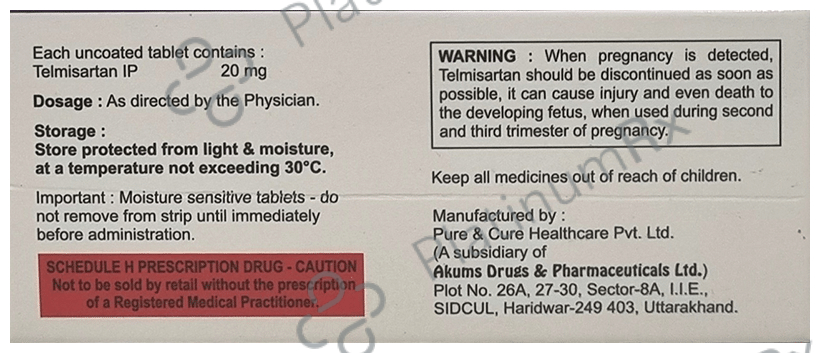 Each uncoated tablet contains :
Telmisartan IP 20 mg
Dosage : As directed by the Physician.
Storage :
Store protected from light & moisture,
at a temperature not exceeding 30°C.
Important : Moisture sensitive tablets - do
not remove from strip until immediately
before administration.
SCHEDULE H PRESCRIPTION DRUG - CAUTION
Not to be sold by retail without the prescription
of a Registered Medical Practitioner.
WARNING : When pregnancy is detected,
Telmisartan should be discontinued as soon as
possible, it can cause injury and even death to
the developing fetus, when used during second
and third trimester of pregnancy.
Keep all medicines out of reach of children.
Manufactured by :
Pure & Cure Healthcare Pvt. Ltd.
(A subsidiary of
Akums Drugs & Pharmaceuticals Ltd.)
Plot No. 26A, 27-30, Sector-8A, I.I.E.,
SIDCUL, Haridwar-249 403, Uttarakhand.
PlatinumRx